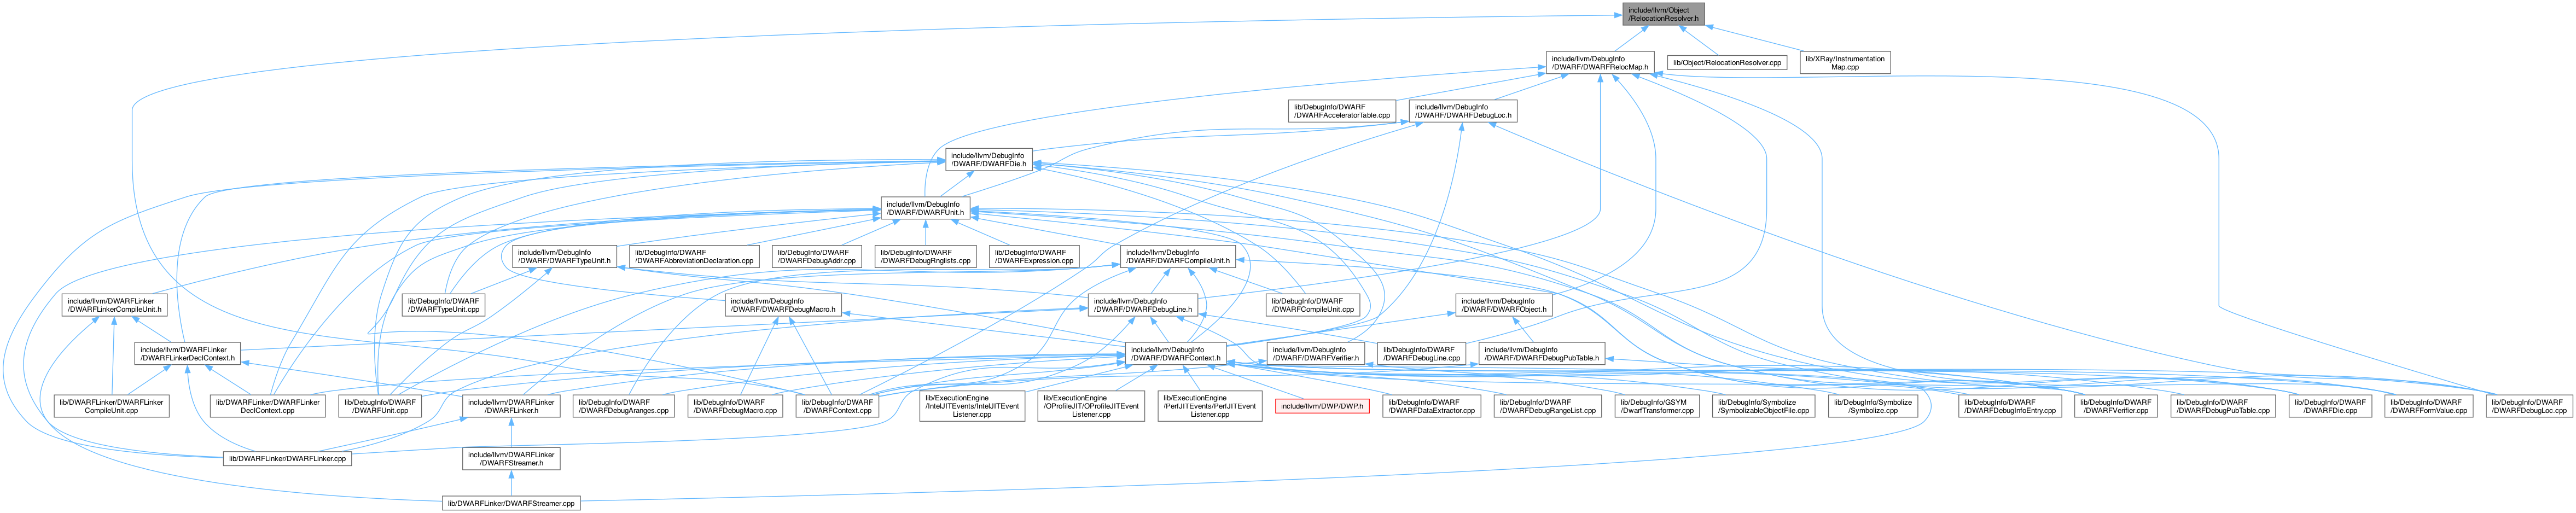 include/llvm/Object
/RelocationResolver.h
include/llvm/DebugInfo
/DWARF/DWARFRelocMap.h
lib/Object/RelocationResolver.cpp
lib/XRay/Instrumentation
Map.cpp
lib/DebugInfo/DWARF
/DWARFAcceleratorTable.cpp
include/llvm/DebugInfo
/DWARF/DWARFDebugLoc.h
include/llvm/DebugInfo
/DWARF/DWARFDie.h
include/llvm/DebugInfo
/DWARF/DWARFUnit.h
include/llvm/DebugInfo
/DWARF/DWARFTypeUnit.h
lib/DebugInfo/DWARF
/DWARFAbbreviationDeclaration.cpp
lib/DebugInfo/DWARF
/DWARFDebugAddr.cpp
lib/DebugInfo/DWARF
/DWARFDebugRnglists.cpp
lib/DebugInfo/DWARF
/DWARFExpression.cpp
include/llvm/DebugInfo
/DWARF/DWARFCompileUnit.h
include/llvm/DWARFLinker
/DWARFLinkerCompileUnit.h
lib/DebugInfo/DWARF
/DWARFTypeUnit.cpp
include/llvm/DebugInfo
/DWARF/DWARFDebugMacro.h
include/llvm/DebugInfo
/DWARF/DWARFDebugLine.h
lib/DebugInfo/DWARF
/DWARFCompileUnit.cpp
include/llvm/DebugInfo
/DWARF/DWARFObject.h
include/llvm/DWARFLinker
/DWARFLinkerDeclContext.h
include/llvm/DebugInfo
/DWARF/DWARFContext.h
include/llvm/DebugInfo
/DWARF/DWARFVerifier.h
lib/DebugInfo/DWARF
/DWARFDebugLine.cpp
include/llvm/DebugInfo
/DWARF/DWARFDebugPubTable.h
lib/DWARFLinker/DWARFLinker
CompileUnit.cpp
lib/DWARFLinker/DWARFLinker
DeclContext.cpp
lib/DebugInfo/DWARF
/DWARFUnit.cpp
include/llvm/DWARFLinker
/DWARFLinker.h
lib/DebugInfo/DWARF
/DWARFDebugAranges.cpp
lib/DebugInfo/DWARF
/DWARFDebugMacro.cpp
lib/DebugInfo/DWARF
/DWARFContext.cpp
lib/ExecutionEngine
/IntelJITEvents/IntelJITEvent
Listener.cpp
lib/ExecutionEngine
/OProfileJIT/OProfileJITEvent
Listener.cpp
lib/ExecutionEngine
/PerfJITEvents/PerfJITEvent
Listener.cpp
include/llvm/DWP/DWP.h
lib/DebugInfo/DWARF
/DWARFDataExtractor.cpp
lib/DebugInfo/DWARF
/DWARFDebugRangeList.cpp
lib/DebugInfo/GSYM
/DwarfTransformer.cpp
lib/DebugInfo/Symbolize
/SymbolizableObjectFile.cpp
lib/DebugInfo/Symbolize
/Symbolize.cpp
lib/DebugInfo/DWARF
/DWARFDebugInfoEntry.cpp
lib/DebugInfo/DWARF
/DWARFVerifier.cpp
lib/DebugInfo/DWARF
/DWARFDebugPubTable.cpp
lib/DebugInfo/DWARF
/DWARFDie.cpp
lib/DebugInfo/DWARF
/DWARFFormValue.cpp
lib/DebugInfo/DWARF
/DWARFDebugLoc.cpp
lib/DWARFLinker/DWARFLinker.cpp
include/llvm/DWARFLinker
/DWARFStreamer.h
lib/DWARFLinker/DWARFStreamer.cpp